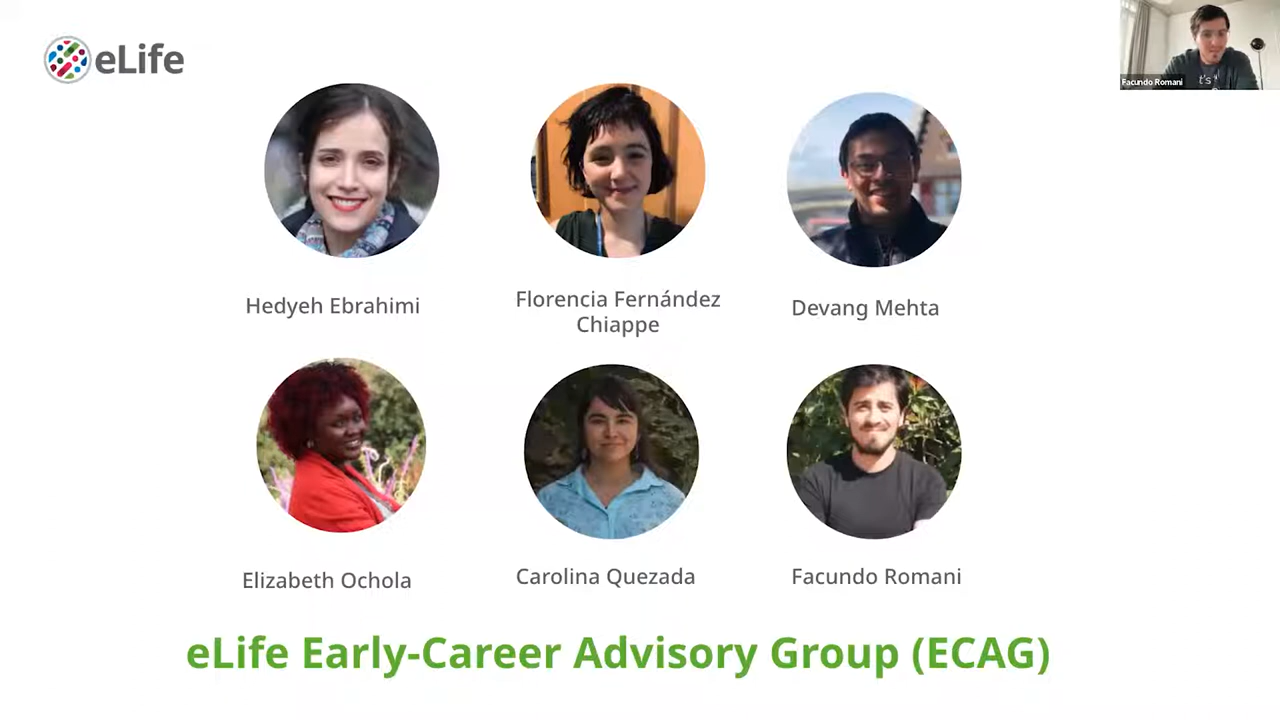 eLife
Facundo Romani
t's
Hedyeh Ebrahimi
Florencia Fernández
Chiappe
Devang Mehta
Elizabeth Ochola
Carolina Quezada
Facundo Romani
eLife Early-Career Advisory Group (ECAG)